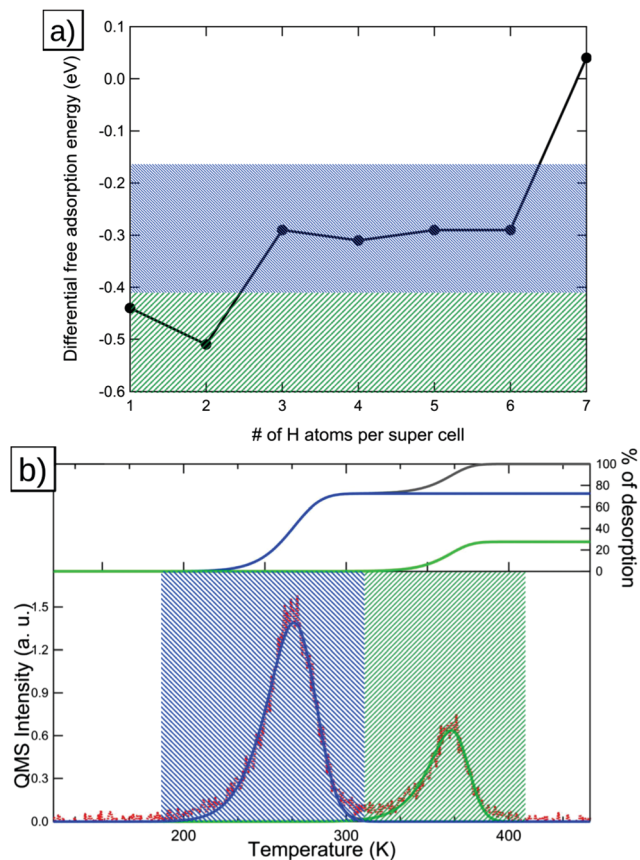 a)
Differential free adsorption energy (eV)
0.1
0.0
-0.1
-0.2
-0.3
-0.4
-0.5
-0.6
1 2 3 4 5 6 7
# of H atoms per super cell
b)
100
80
60
40
20
0
% of desorption
QMS Intensity (a. u.)
1.5
1.2
0.9
0.6
0.3
0.0
200 300 400
Temperature (K)